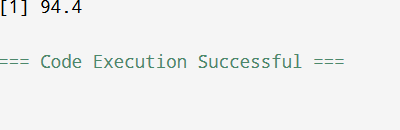 [1] 94.4
=== Code Execution Successful ===